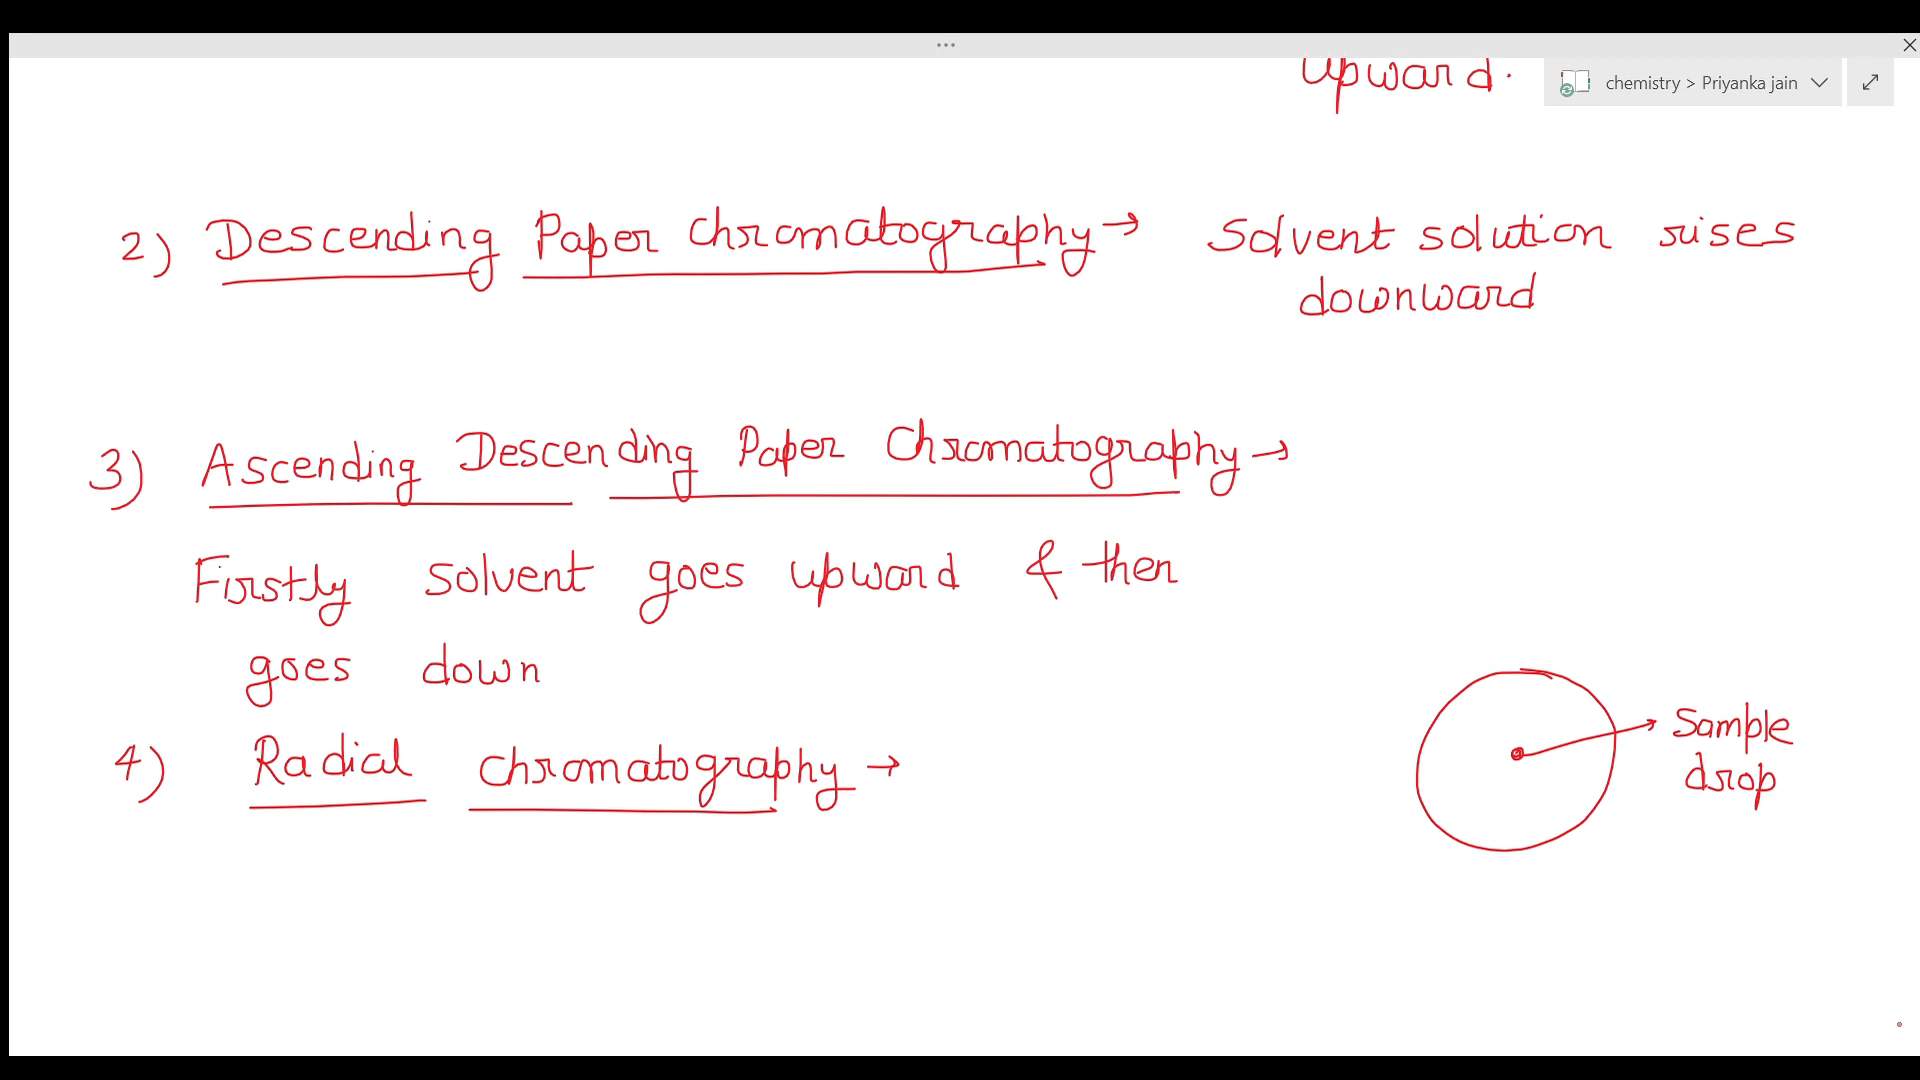 upward.
chemistry > Priyanka jain
2) Descending Paper Chromatography → Solvent solution rises
downward
3) Ascending Descending Paper Chromatography →
Firstly solvent goes upward & then
goes down
4) Radial chromatography →
Sample
drop